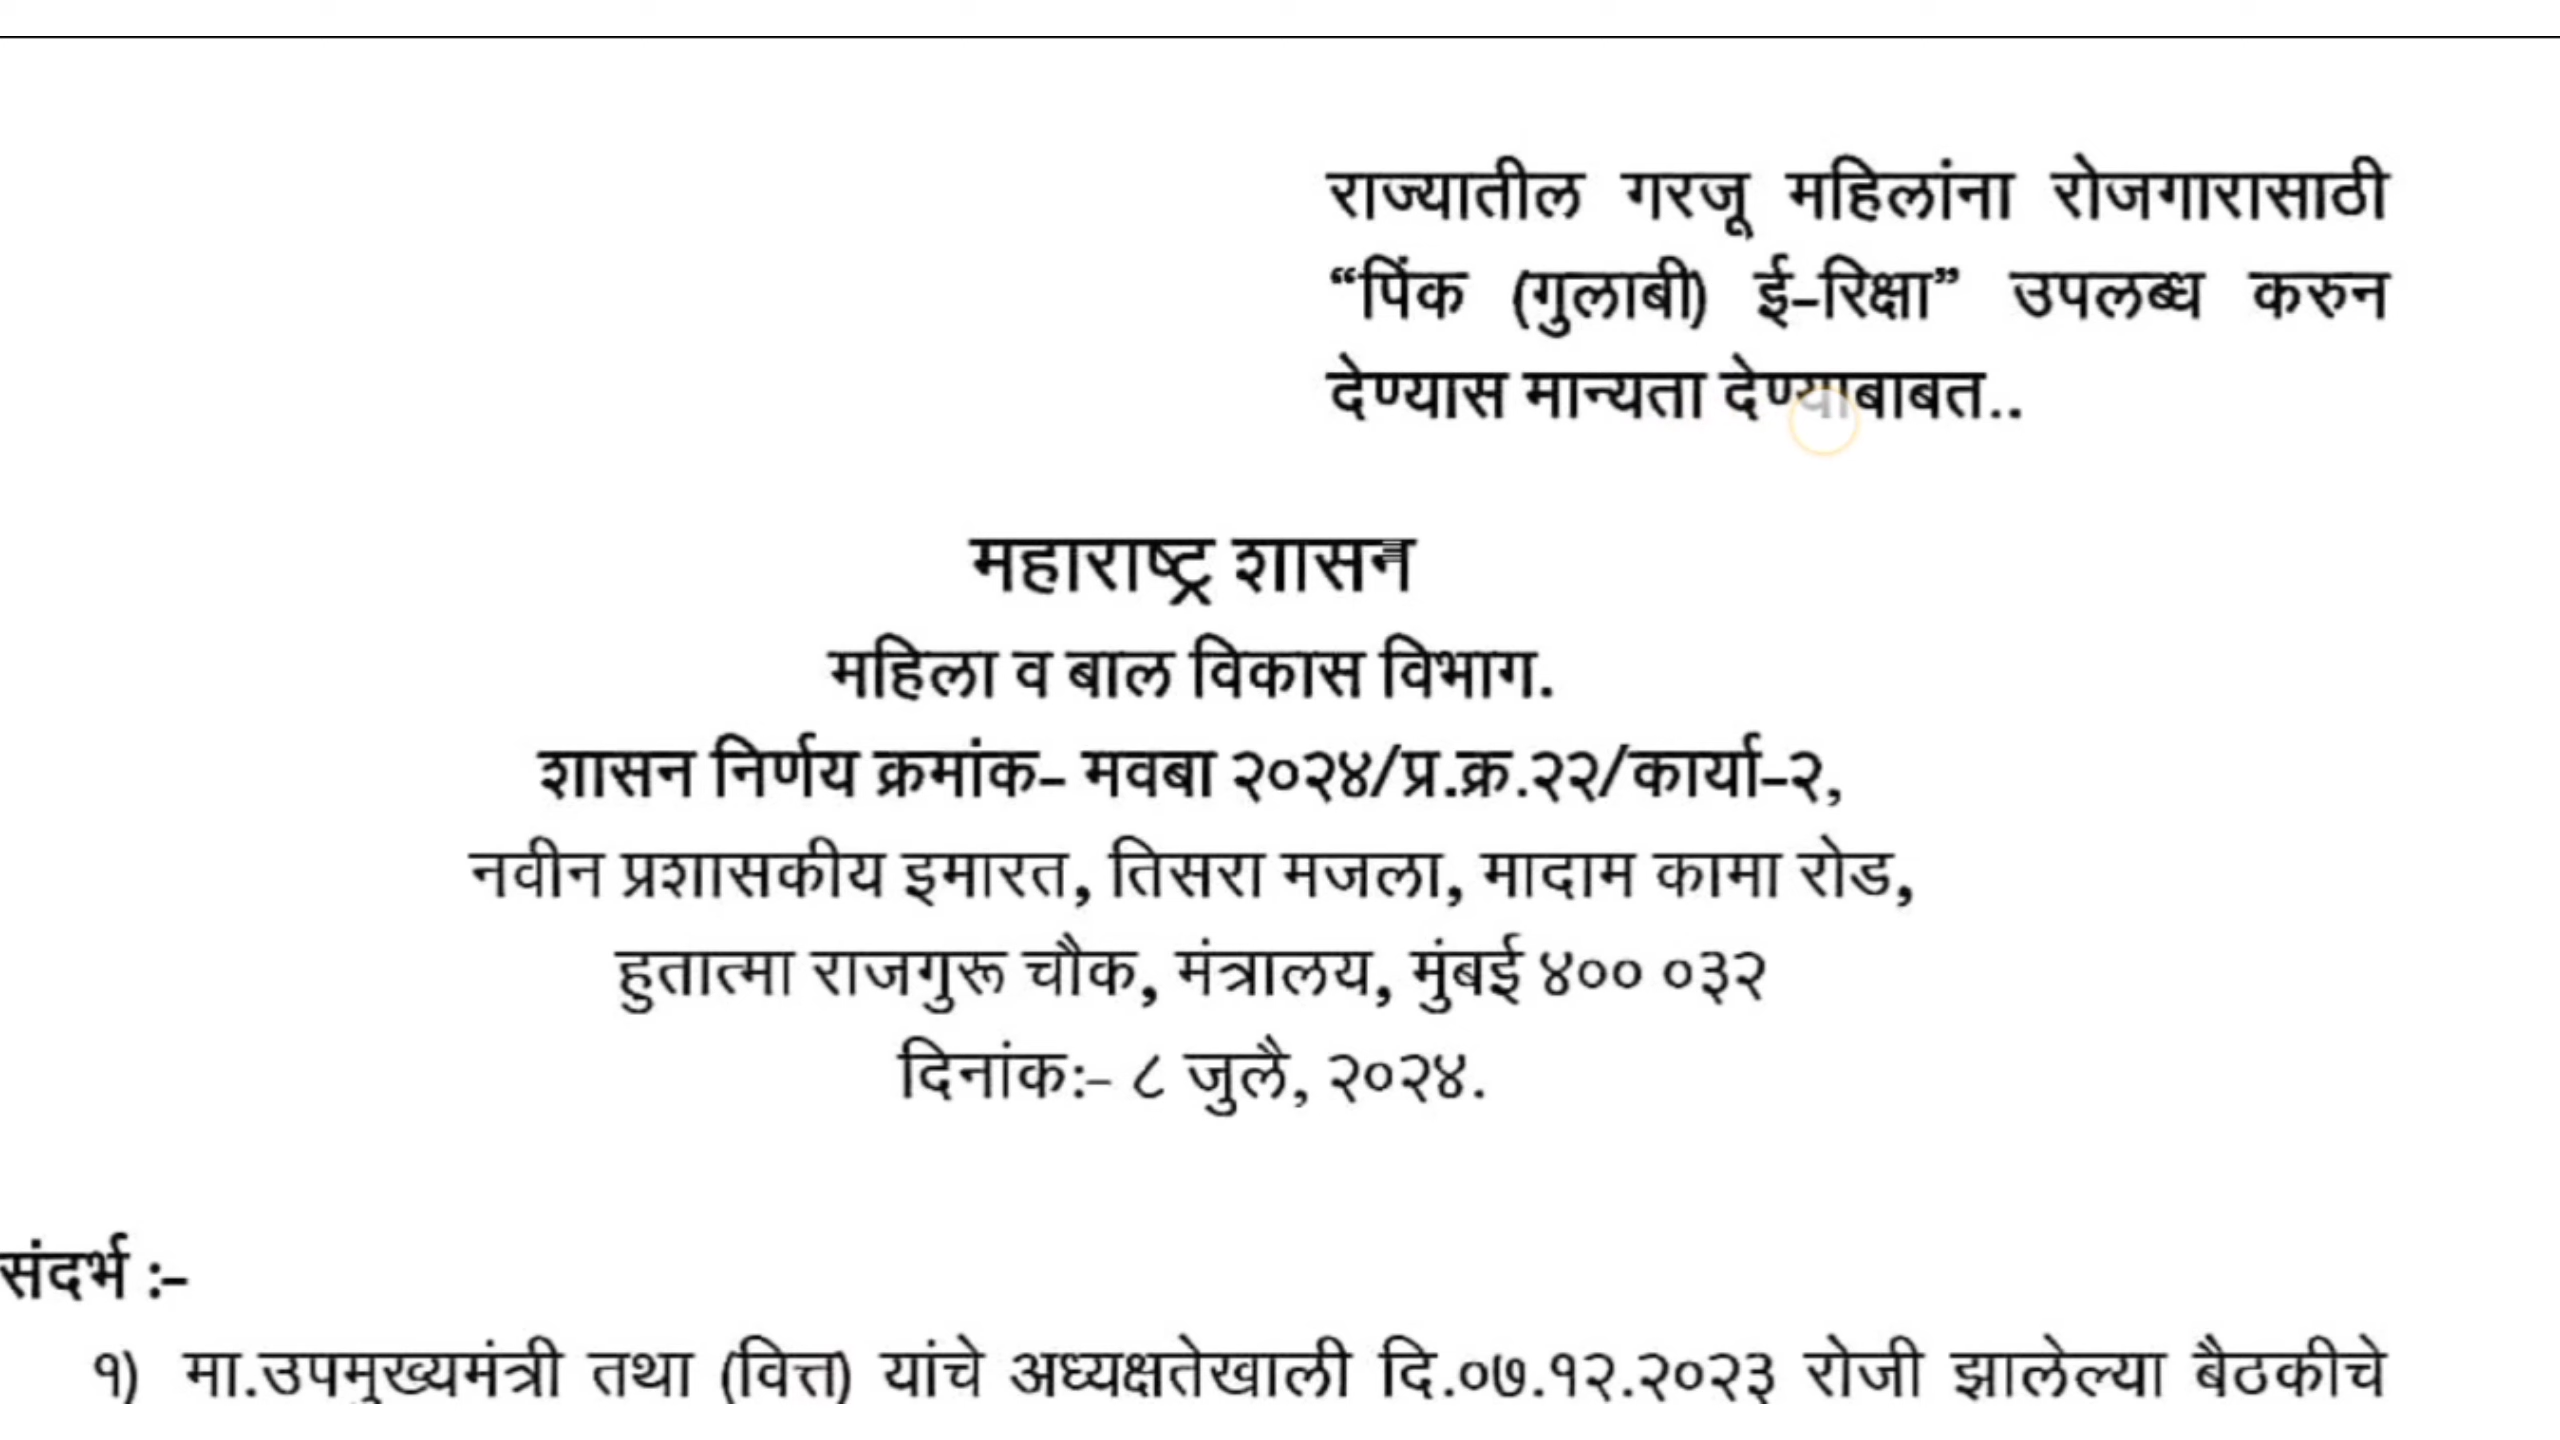 राज्यातील गरजू महिलांना रोजगारासाठी
“पिंक (गुलाबी) ई–रिक्षा” उपलब्ध करुन
देण्यास मान्यता देण्याबाबत..
महाराष्ट्र शासन
महिला व बाल विकास विभाग.
शासन निर्णय क्रमांक– मवबा २०२४/प्र.क्र.२२/कार्या–२,
नवीन प्रशासकीय इमारत, तिसरा मजला, मादाम कामा रोड,
हुतात्मा राजगुरू चौक, मंत्रालय, मुंबई ४०० ०३२
दिनांक:– ८ जुलै, २०२४.
संदर्भ :–
१) मा.उपमुख्यमंत्री तथा (वित्त) यांचे अध्यक्षतेखाली दि.०७.१२.२०२३ रोजी झालेल्या बैठकीचे